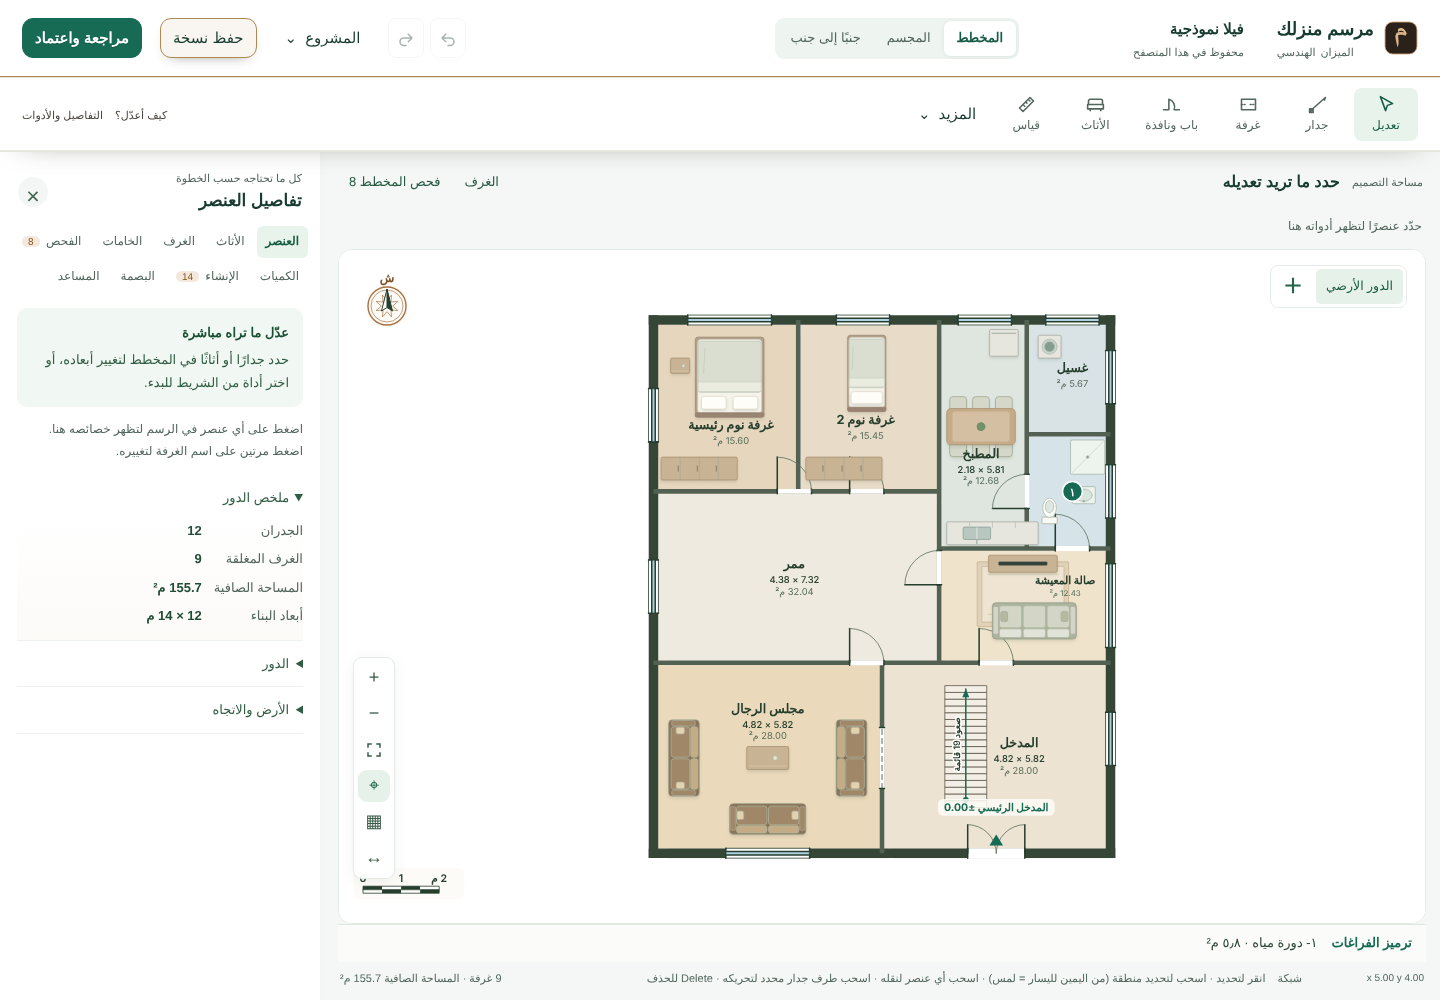 مرسم منزلك
الميزان الهندسي
فيلا نموذجية
محفوظ في هذا المتصفح
المخطط
المجسم
جنبًا إلى جنب
المشروع
حفظ نسخة
مراجعة واعتماد
تعديل
جدار
غرفة
باب ونافذة
الأثاث
قياس
المزيد
كيف أعدّل؟
التفاصيل والأدوات
مساحة التصميم
حدد ما تريد تعديله
الغرف
فحص المخطط 8
حدّد عنصرًا لتظهر أدواته هنا
الدور الأرضي
ش
غرفة نوم رئيسية
15.60 م²
غرفة نوم 2
15.45 م²
المطبخ
5.81 × 2.18
12.68 م²
غسيل
5.67 م²
١
ممر
7.32 × 4.38
32.04 م²
صالة المعيشة
12.43 م²
مجلس الرجال
5.82 × 4.82
28.00 م²
المدخل
5.82 × 4.82
28.00 م²
صعود 19 قائمة
المدخل الرئيسي ±0.00
0 1 2 م
ترميز الفراغات
١- دورة مياه · ٥٫٨ م²
x 5.00 y 4.00
شبكة
انقر لتحديد · اسحب لتحديد منطقة (من اليمين لليسار = لمس) · اسحب أي عنصر لنقله · اسحب طرف جدار محدد لتحريكه · Delete للحذف
9 غرفة · المساحة الصافية 155.7 م²
كل ما تحتاجه حسب الخطوة
تفاصيل العنصر
العنصر
الأثاث
الغرف
الخامات
الفحص 8
الكميات
الإنشاء 14
البصمة
المساعد
عدّل ما تراه مباشرة
حدد جدارًا أو أثاثًا في المخطط لتغيير أبعاده، أو
اختر أداة من الشريط للبدء.
اضغط على أي عنصر في الرسم لتظهر خصائصه هنا.
اضغط مرتين على اسم الغرفة لتغييره.
ملخص الدور
الجدران 12
الغرف المغلقة 9
المساحة الصافية 155.7 م²
أبعاد البناء 12 × 14 م
الدور
الأرض والاتجاه